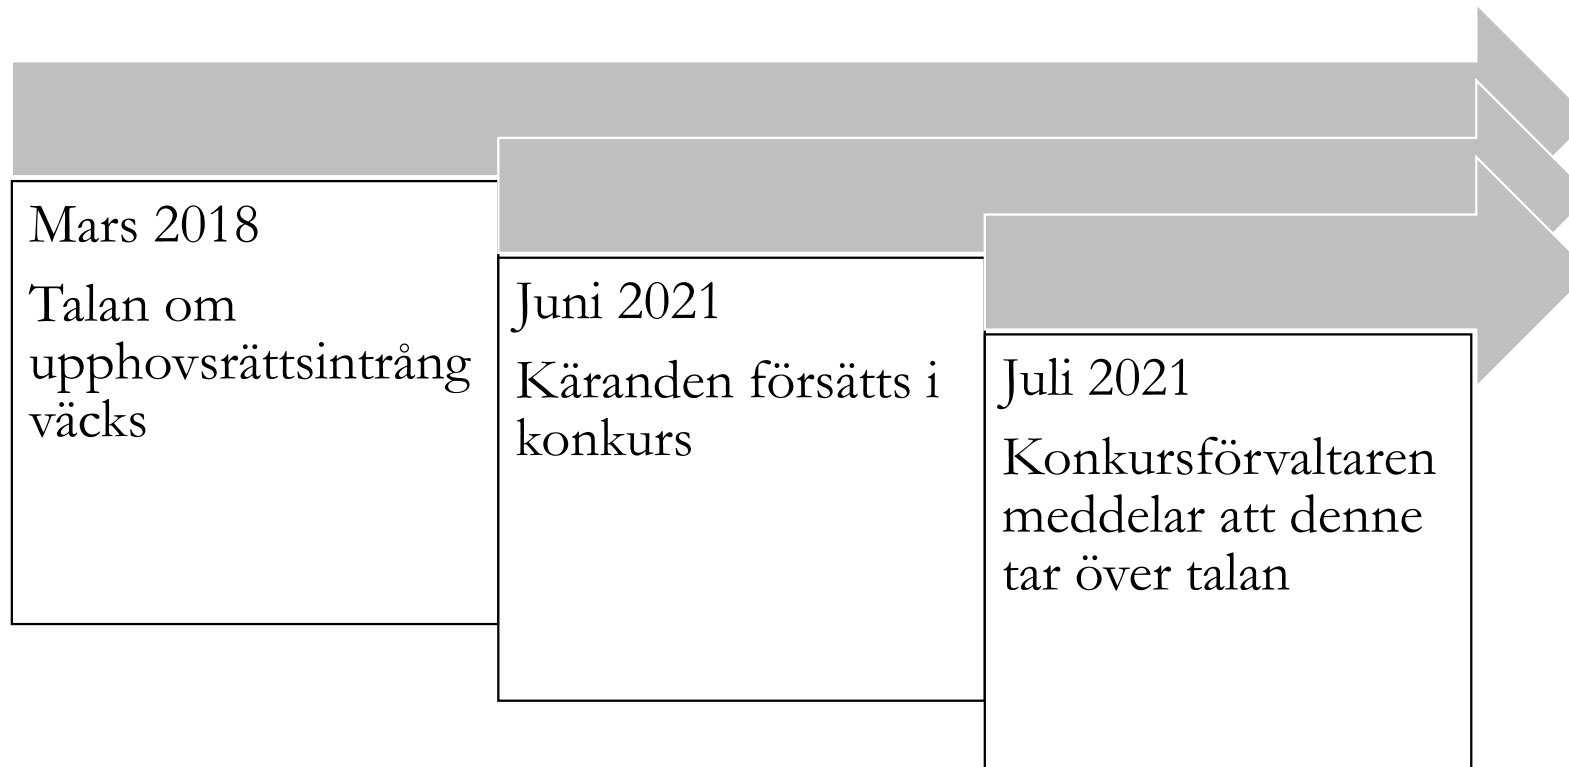 Mars 2018
Talan om
upphovsrättsintrång
väcks
Juni 2021
Käranden försätts i
konkurs
Juli 2021
Konkursförvaltaren
meddelar att denne
tar över talan